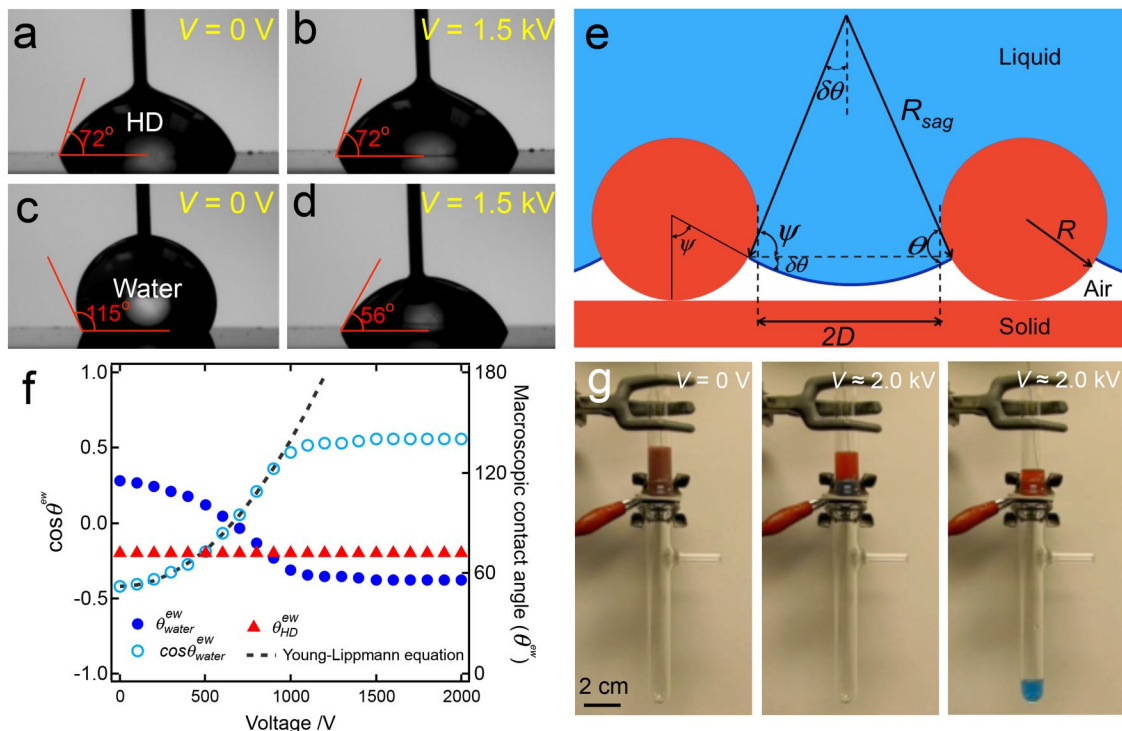 a
V = 0 V
HD
72°
b
V = 1.5 kV
72°
c
V = 0 V
Water
115°
d
V = 1.5 kV
56°
e
Liquid
δθ
R_sag
ψ
ψ
δθ
θ
R
Air
2D
Solid
f
1.0
0.5
0.0
-0.5
-1.0
cosθ^ew
180
120
60
0
Macroscopic contact angle (θ^ew)
θ^ew_water
θ^ew_HD
cosθ^ew_water
Young-Lippmann equation
0
500
1000
1500
2000
Voltage /V
g
V = 0 V
V ≈ 2.0 kV
V ≈ 2.0 kV
2 cm